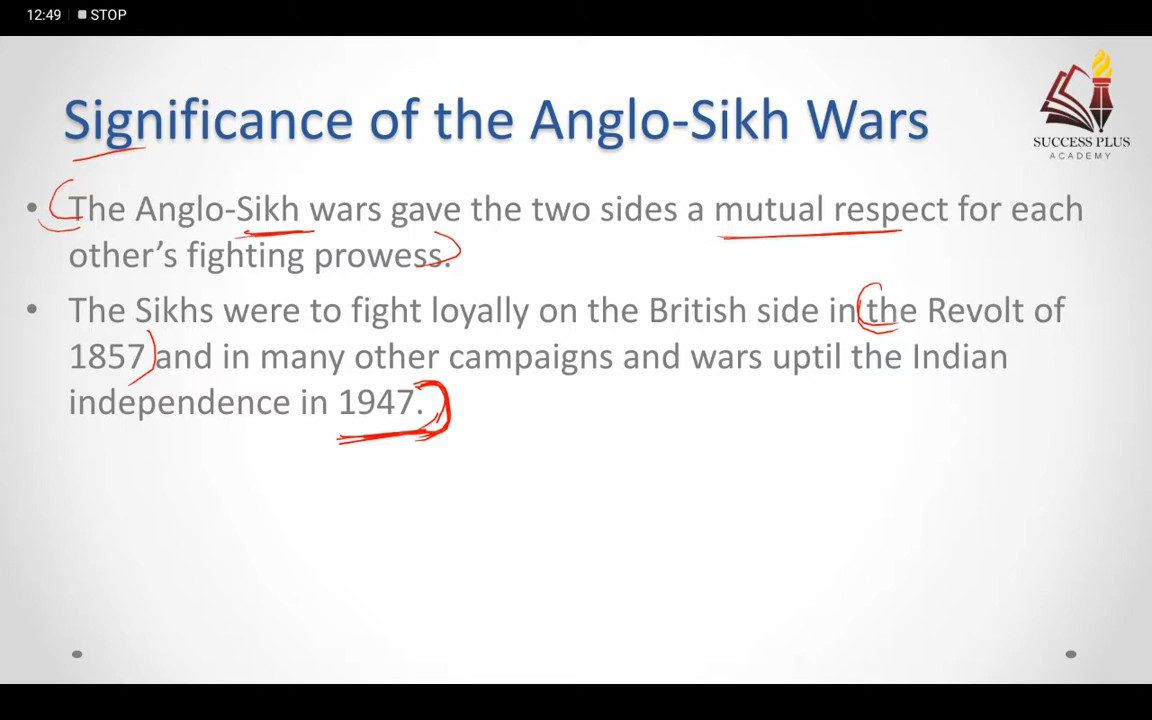 12:49 STOP
Significance of the Anglo-Sikh Wars
SUCCESS PLUS
ACADEMY
• The Anglo-Sikh wars gave the two sides a mutual respect for each
other’s fighting prowess.
• The Sikhs were to fight loyally on the British side in the Revolt of
1857 and in many other campaigns and wars uptil the Indian
independence in 1947.